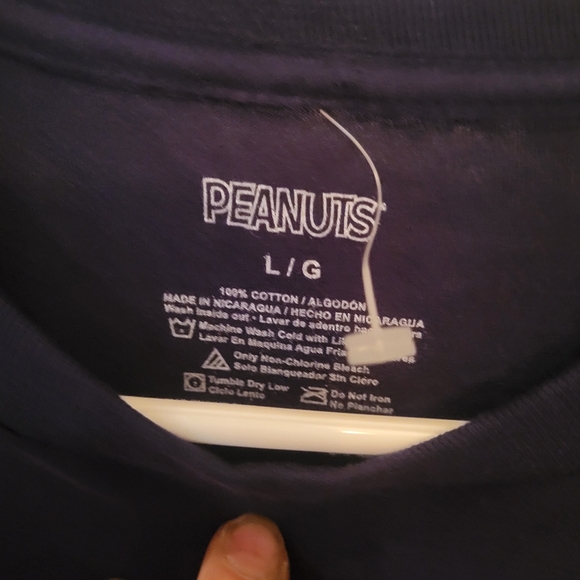 PEANUTS
L / G
100% COTTON / ALGODÓN
MADE IN NICARAGUA / HECHO EN NICARAGUA
Wash inside out - Lavar de adentro
Machine Wash Cold with
Lavar En Maquina Agua Fria
Only Non-Chlorine Bleach
Solo Blanqueador Sin Cloro
Tumble Dry Low
Ciclo Lento
Do Not Iron
No Planchar